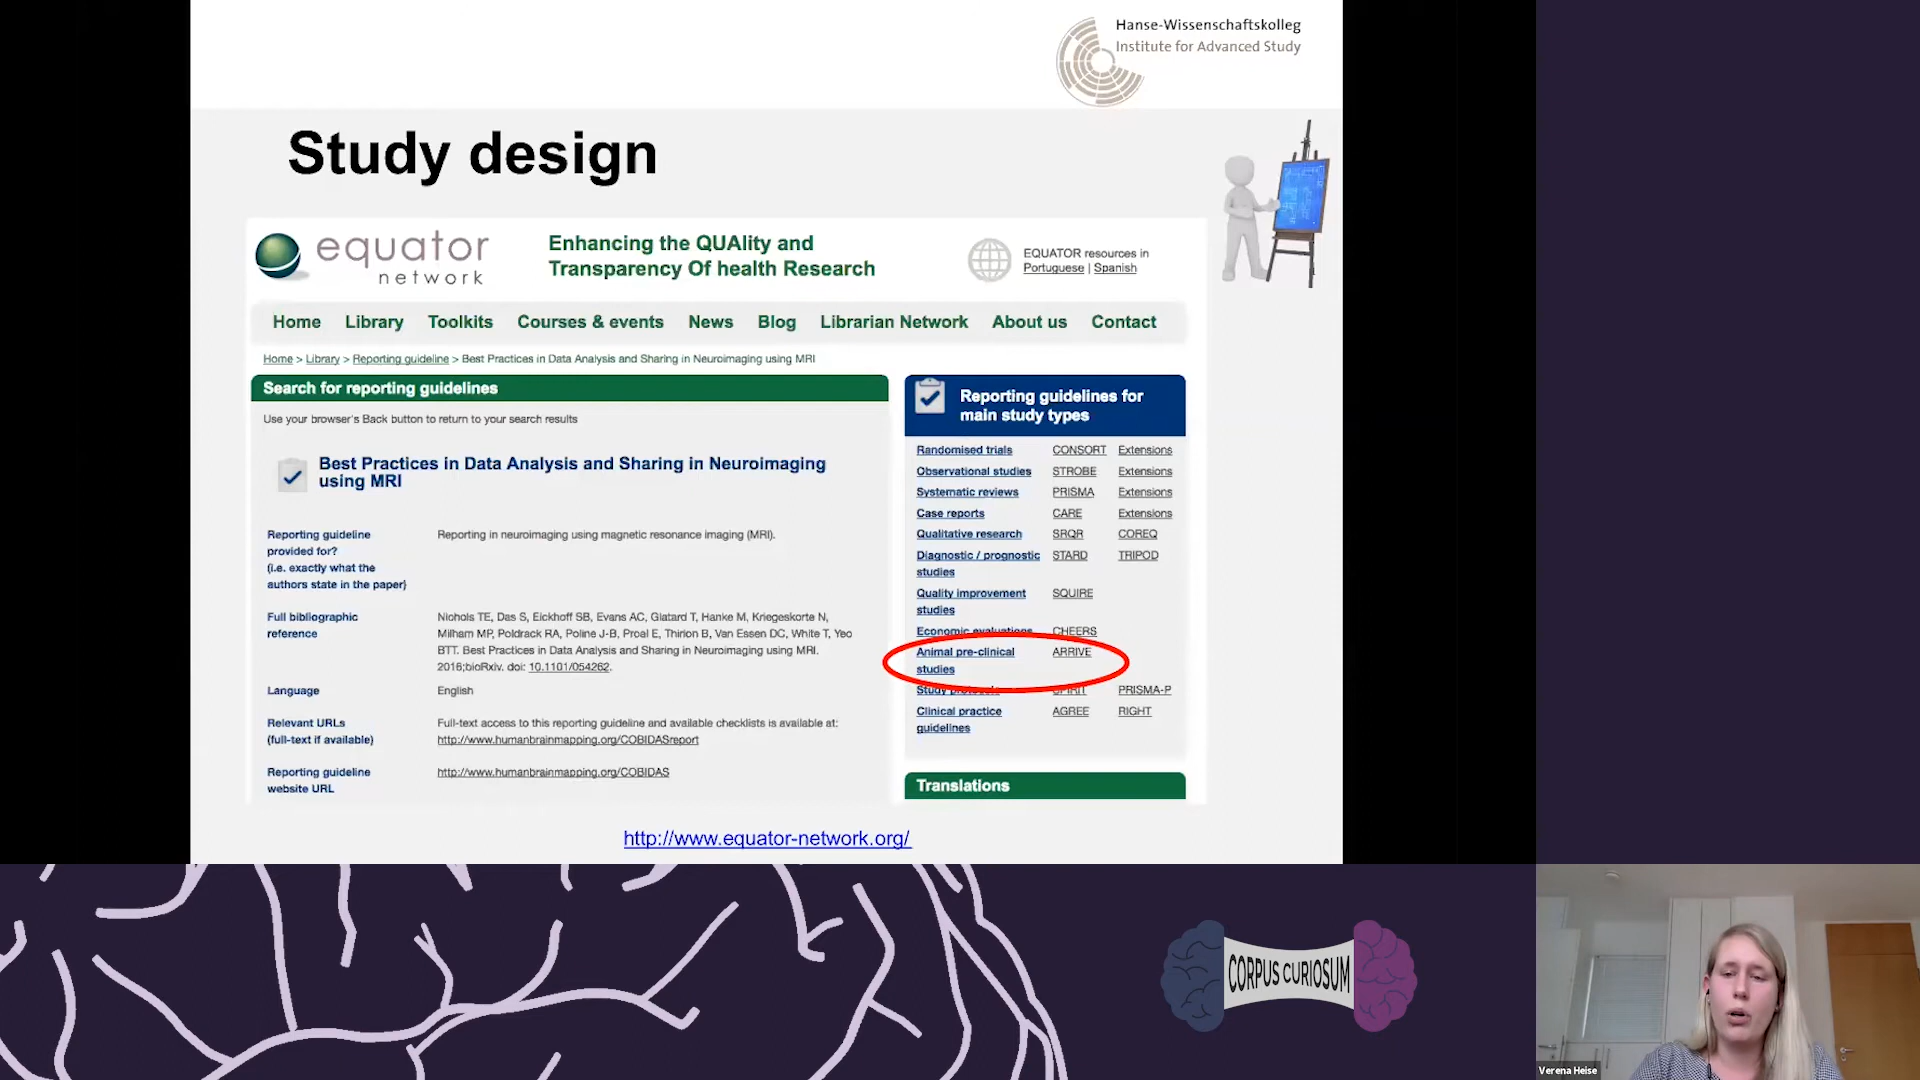 Hanse-Wissenschaftskolleg
Institute for Advanced Study
Study design
equator
network
Enhancing the QUAlity and
Transparency Of health Research
EQUATOR resources in
Portuguese | Spanish
Home Library Toolkits Courses & events News Blog Librarian Network About us Contact
Home > Library > Reporting guideline > Best Practices in Data Analysis and Sharing in Neuroimaging using MRI
Search for reporting guidelines
Use your browser's Back button to return to your search results
Best Practices in Data Analysis and Sharing in Neuroimaging
using MRI
Reporting guideline
provided for?
(i.e. exactly what the
authors state in the paper)
Reporting in neuroimaging using magnetic resonance imaging (MRI).
Full bibliographic
reference
Nichols TE, Das S, Eickhoff SB, Evans AC, Glatard T, Hanke M, Kriegeskorte N,
Milham MP, Poldrack RA, Poline J-B, Proal E, Thirion B, Van Essen DC, White T, Yeo
BTT. Best Practices in Data Analysis and Sharing in Neuroimaging using MRI.
2016;bioRxiv. doi: 10.1101/054262.
Language
English
Relevant URLs
(full-text if available)
Full-text access to this reporting guideline and available checklists is available at:
http://www.humanbrainmapping.org/COBIDASreport
Reporting guideline
website URL
http://www.humanbrainmapping.org/COBIDAS
Reporting guidelines for
main study types
Randomised trials CONSORT Extensions
Observational studies STROBE Extensions
Systematic reviews PRISMA Extensions
Case reports CARE Extensions
Qualitative research SRQR COREQ
Diagnostic / prognostic STARD TRIPOD
studies
Quality improvement SQUIRE
studies
Economic evaluations CHEERS
Animal pre-clinical ARRIVE
studies
Study protocols SPIRIT PRISMA-P
Clinical practice AGREE RIGHT
guidelines
Translations
http://www.equator-network.org/
CORPUS CURIOSUM
Verena Heise